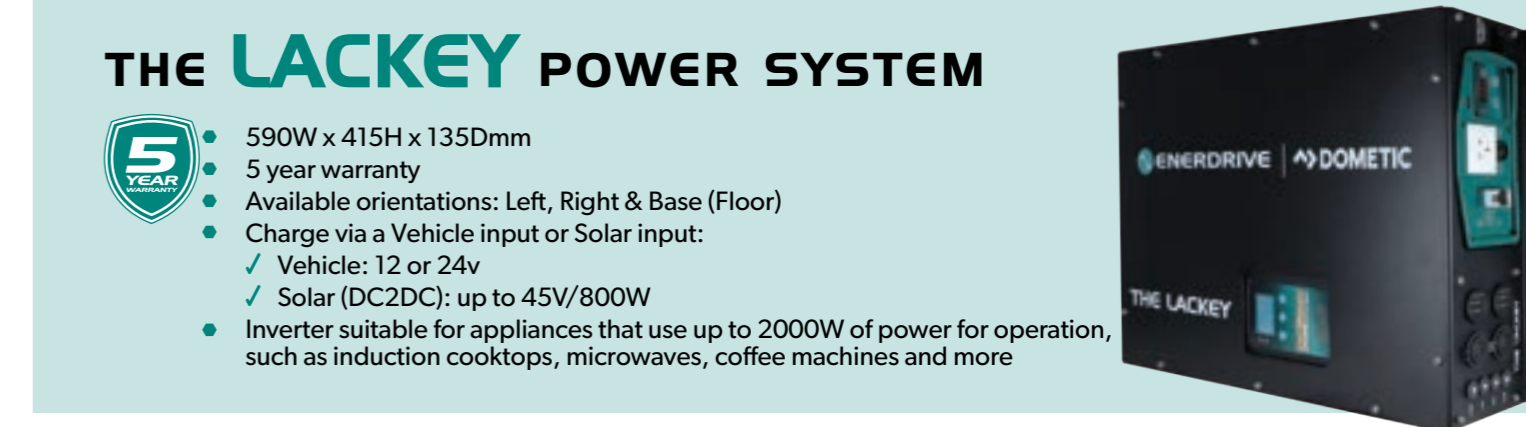 THE LACKEY POWER SYSTEM
5
YEAR
WARRANTY
590W x 415H x 135Dmm
5 year warranty
Available orientations: Left, Right & Base (Floor)
Charge via a Vehicle input or Solar input:
✓ Vehicle: 12 or 24v
✓ Solar (DC2DC): up to 45V/800W
Inverter suitable for appliances that use up to 2000W of power for operation,
such as induction cooktops, microwaves, coffee machines and more
ENERDRIVE | DOMETIC
THE LACKEY